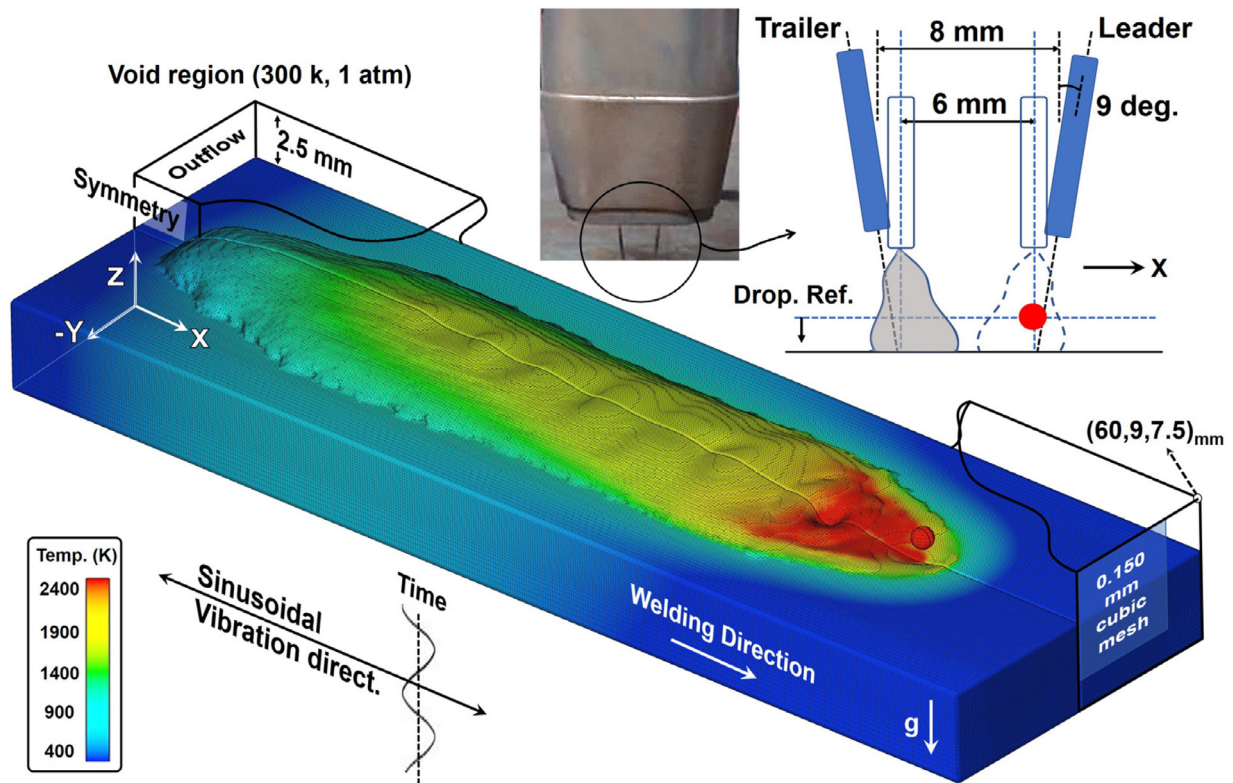 Void region (300 k, 1 atm)
Outflow
2.5 mm
Symmetry
Z
-Y
X
Trailer
8 mm
Leader
6 mm
9 deg.
X
Drop. Ref.
(60,9,7.5)mm
0.150
mm
cubic
mesh
Temp. (K)
2400
1900
1400
900
400
Sinusoidal
Vibration direct.
Time
Welding Direction
g